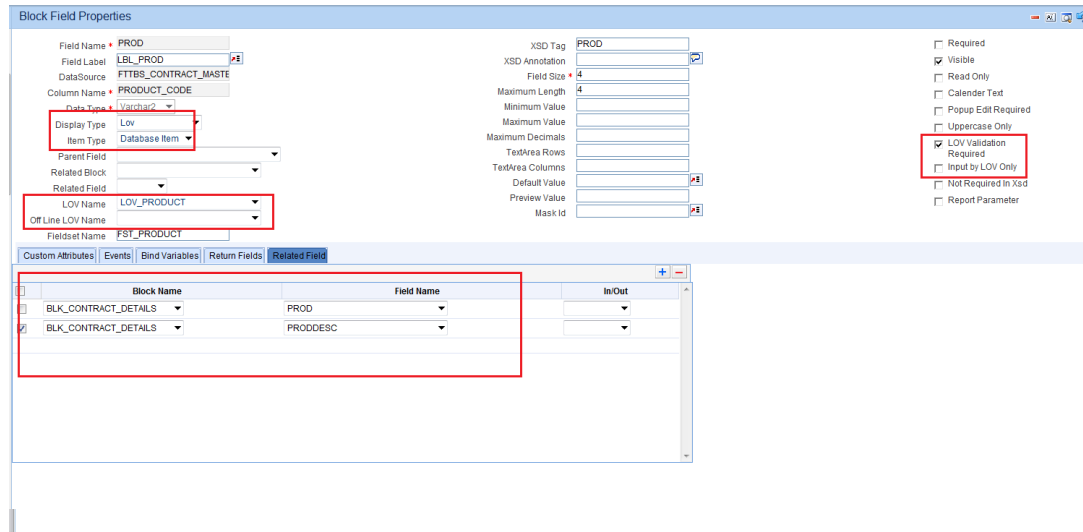 Block Field Properties
Field Name * PROD
Field Label LBL_PROD
DataSource FTTBS_CONTRACT_MASTE
Column Name * PRODUCT_CODE
Data Type * Varchar2
Display Type Lov
Item Type Database Item
Parent Field
Related Block
Related Field
LOV Name LOV_PRODUCT
Off Line LOV Name
Fieldset Name FST_PRODUCT
XSD Tag PROD
XSD Annotation
Field Size * 4
Maximum Length 4
Minimum Value
Maximum Value
Maximum Decimals
TextArea Rows
TextArea Columns
Default Value
Preview Value
Mask Id
Required
Visible
Read Only
Calender Text
Popup Edit Required
Uppercase Only
LOV Validation
Required
Input by LOV Only
Not Required In Xsd
Report Parameter
Custom Attributes Events Bind Variables Return Fields Related Field
Block Name Field Name In/Out
BLK_CONTRACT_DETAILS PROD
BLK_CONTRACT_DETAILS PRODDESC